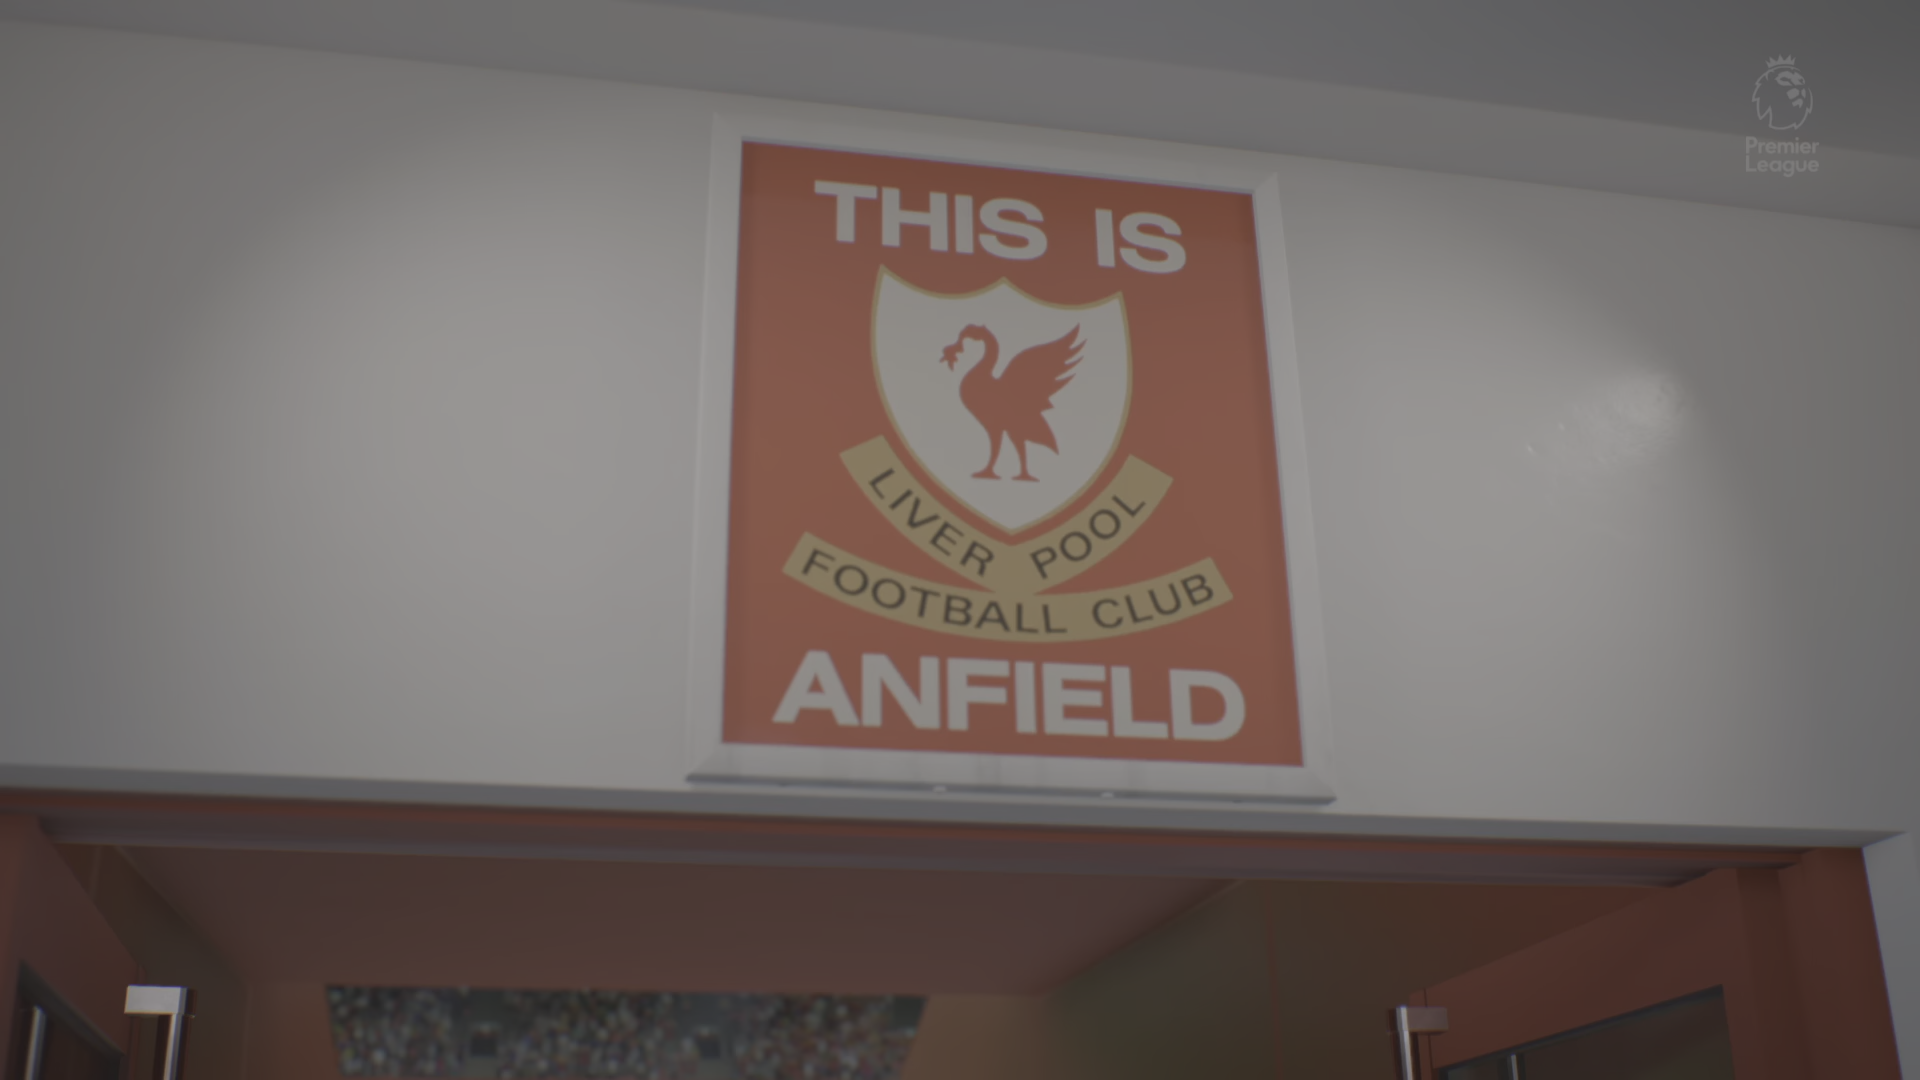 THIS IS
LIVER POOL
FOOTBALL CLUB
ANFIELD
Premier
League